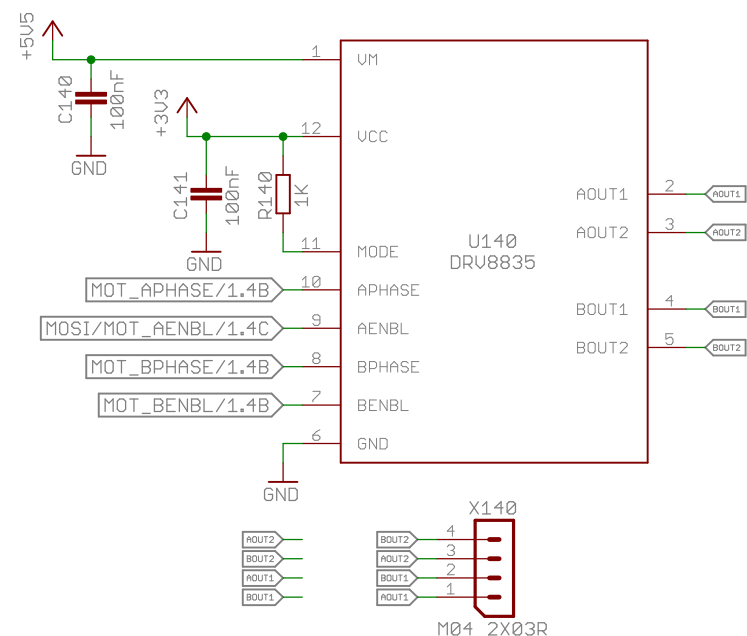 +5V5
C140
100nF
GND
+3V3
C141
100nF
GND
R140
1K
1
VM
12
VCC
11
MODE
MOT_APHASE/1.4B
10
APHASE
MOSI/MOT_AENBL/1.4C
9
AENBL
MOT_BPHASE/1.4B
8
BPHASE
MOT_BENBL/1.4B
7
BENBL
6
GND
GND
U140
DRV8835
AOUT1
2
AOUT1
AOUT2
3
AOUT2
BOUT1
4
BOUT1
BOUT2
5
BOUT2
AOUT2
BOUT2
AOUT1
BOUT1
X140
BOUT2
4
AOUT2
3
BOUT1
2
AOUT1
1
M04 2X03R